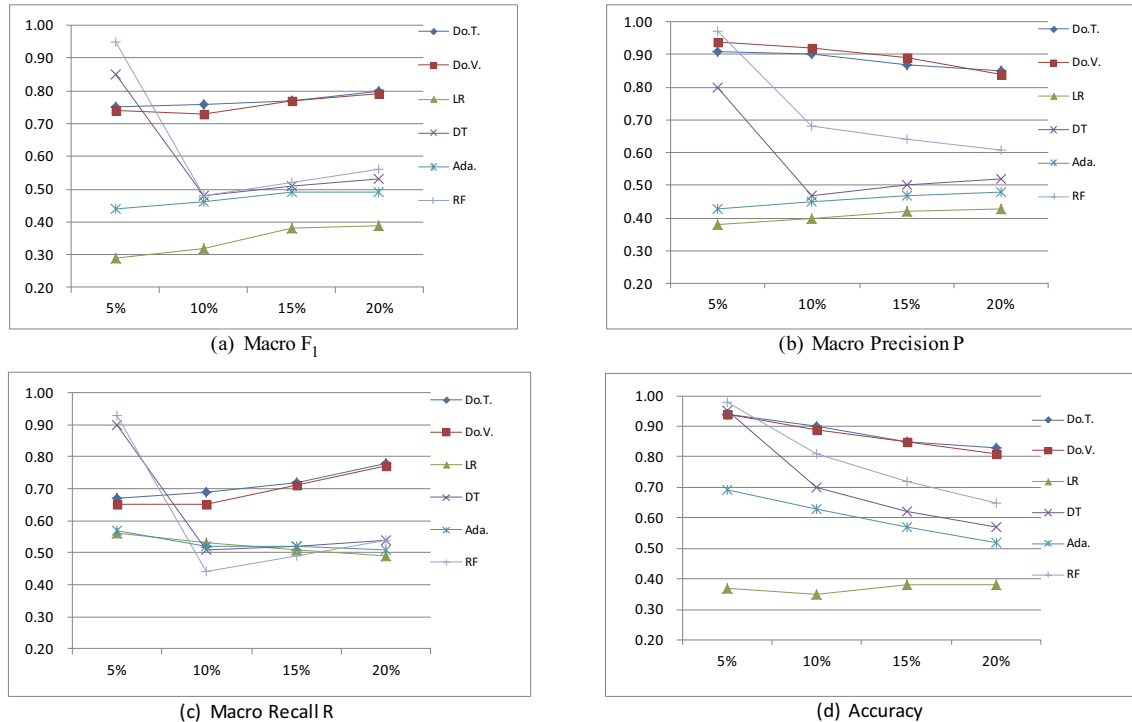 1.00
0.90
0.80
0.70
0.60
0.50
0.40
0.30
0.20
5% 10% 15% 20%
Do.T.
Do.V.
LR
DT
Ada.
RF
(a) Macro F1
1.00
0.90
0.80
0.70
0.60
0.50
0.40
0.30
0.20
5% 10% 15% 20%
Do.T.
Do.V.
LR
DT
Ada.
RF
(b) Macro Precision P
1.00
0.90
0.80
0.70
0.60
0.50
0.40
0.30
0.20
5% 10% 15% 20%
Do.T.
Do.V.
LR
DT
Ada.
RF
(c) Macro Recall R
1.00
0.90
0.80
0.70
0.60
0.50
0.40
0.30
0.20
5% 10% 15% 20%
Do.T.
Do.V.
LR
DT
Ada.
RF
(d) Accuracy